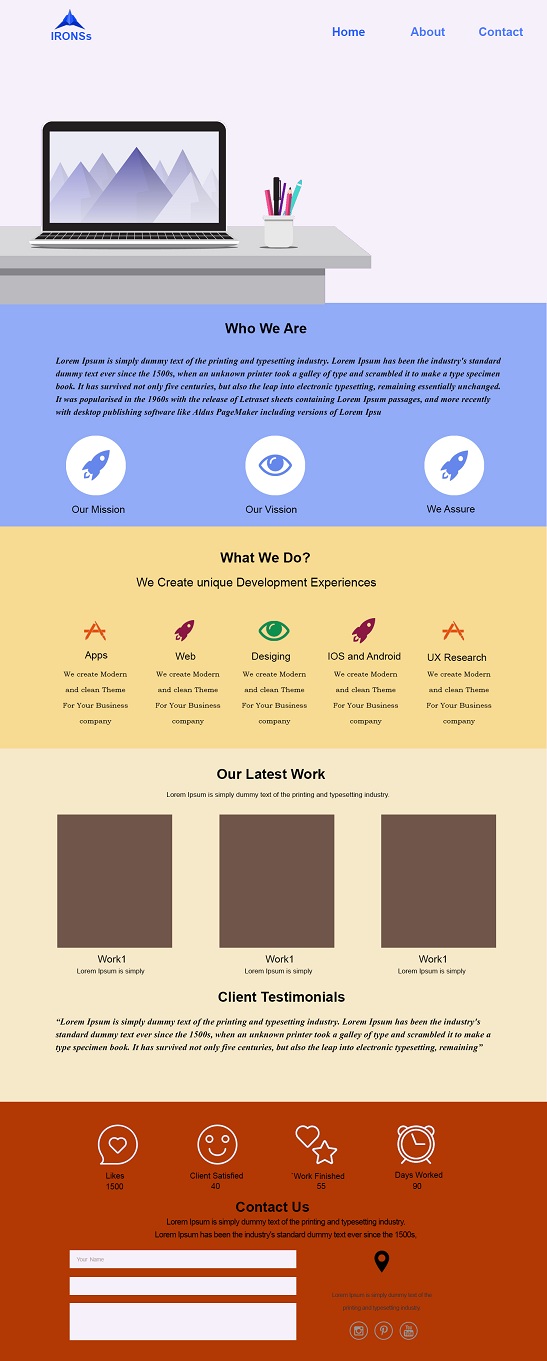 IRONSs
Home About Contact
Who We Are
Lorem Ipsum is simply dummy text of the printing and typesetting industry. Lorem Ipsum has been the industry's standard
dummy text ever since the 1500s, when an unknown printer took a galley of type and scrambled it to make a type specimen
book. It has survived not only five centuries, but also the leap into electronic typesetting, remaining essentially unchanged.
It was popularised in the 1960s with the release of Letraset sheets containing Lorem Ipsum passages, and more recently
with desktop publishing software like Aldus PageMaker including versions of Lorem Ipsu
Our Mission Our Vission We Assure
What We Do?
We Create unique Development Experiences
Apps Web Desiging IOS and Android UX Research
We create Modern We create Modern We create Modern We create Modern We create Modern
and clean Theme and clean Theme and clean Theme and clean Theme and clean Theme
For Your Business For Your Business For Your Business For Your Business For Your Business
company company company company company
Our Latest Work
Lorem Ipsum is simply dummy text of the printing and typesetting industry.
Work1 Work1 Work1
Lorem Ipsum is simply Lorem Ipsum is simply Lorem Ipsum is simply
Client Testimonials
“Lorem Ipsum is simply dummy text of the printing and typesetting industry. Lorem Ipsum has been the industry's
standard dummy text ever since the 1500s, when an unknown printer took a galley of type and scrambled it to make a
type specimen book. It has survived not only five centuries, but also the leap into electronic typesetting, remaining”
Likes Client Satisfied `Work Finished Days Worked
1500 40 55 90
Contact Us
Lorem Ipsum is simply dummy text of the printing and typesetting industry.
Lorem Ipsum has been the industry's standard dummy text ever since the 1500s,
Your Name
Lorem Ipsum is simply dummy text of the
printing and typesetting industry.
You
Tube